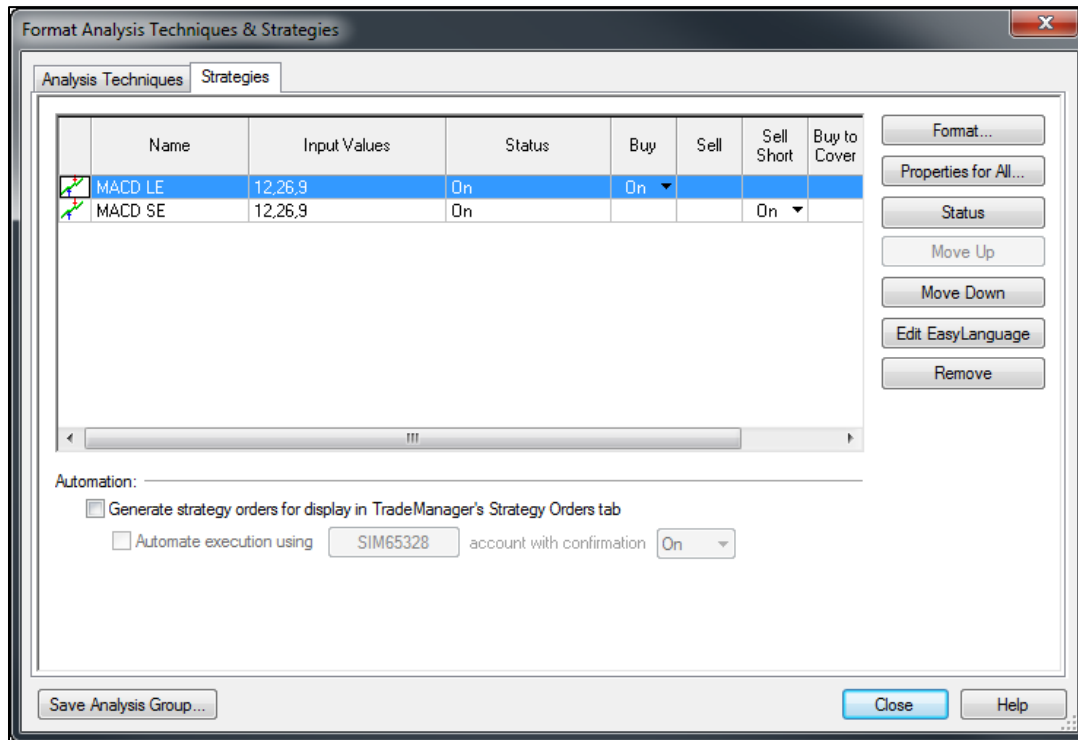 Format Analysis Techniques & Strategies
Analysis Techniques
Strategies
Name Input Values Status Buy Sell Sell Short Buy to Cover
MACD LE 12,26,9 On On
MACD SE 12,26,9 On On
Format...
Properties for All...
Status
Move Up
Move Down
Edit EasyLanguage
Remove
Automation:
Generate strategy orders for display in TradeManager's Strategy Orders tab
Automate execution using SIM65328 account with confirmation On
Save Analysis Group...
Close
Help